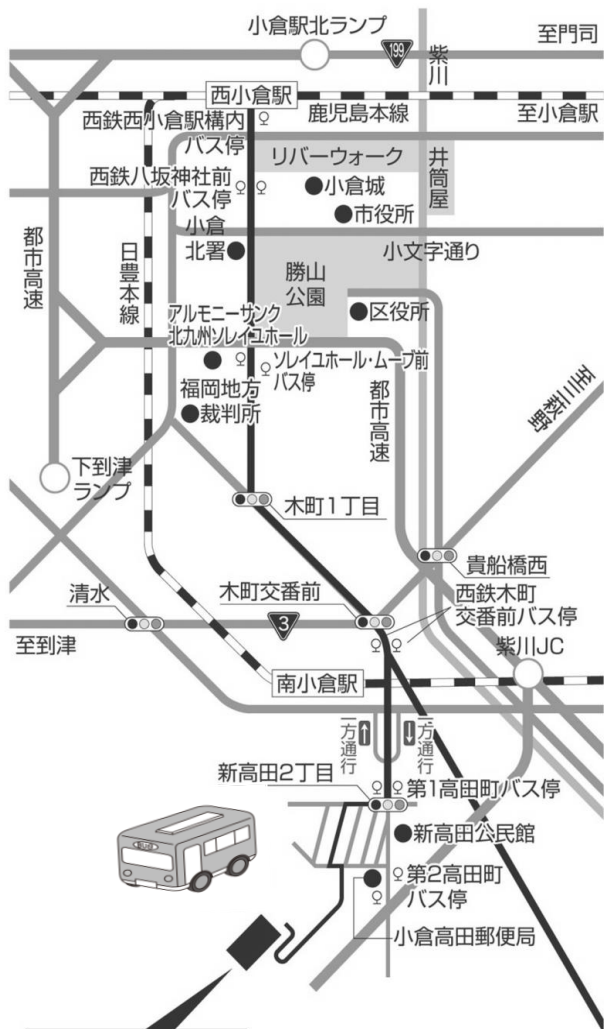 小倉駅北ランプ
199
紫川
至門司
西小倉駅
鹿児島本線
至小倉駅
西鉄西小倉駅構内
バス停
リバーウォーク
井筒屋
西鉄八坂神社前
バス停
小倉城
市役所
小倉
北署
小文字通り
都市高速
日豊本線
勝山
公園
区役所
アルモニーサンク
北九州ソレイユホール
ソレイユホール・ムーブ前
バス停
福岡地方
裁判所
都市高速
至三萩野
下到津
ランプ
木町1丁目
貴船橋西
清水
木町交番前
西鉄木町
交番前バス停
3
至到津
紫川JC
南小倉駅
一方通行
一方通行
新高田2丁目
第1高田町バス停
新高田公民館
第2高田町
バス停
小倉高田郵便局